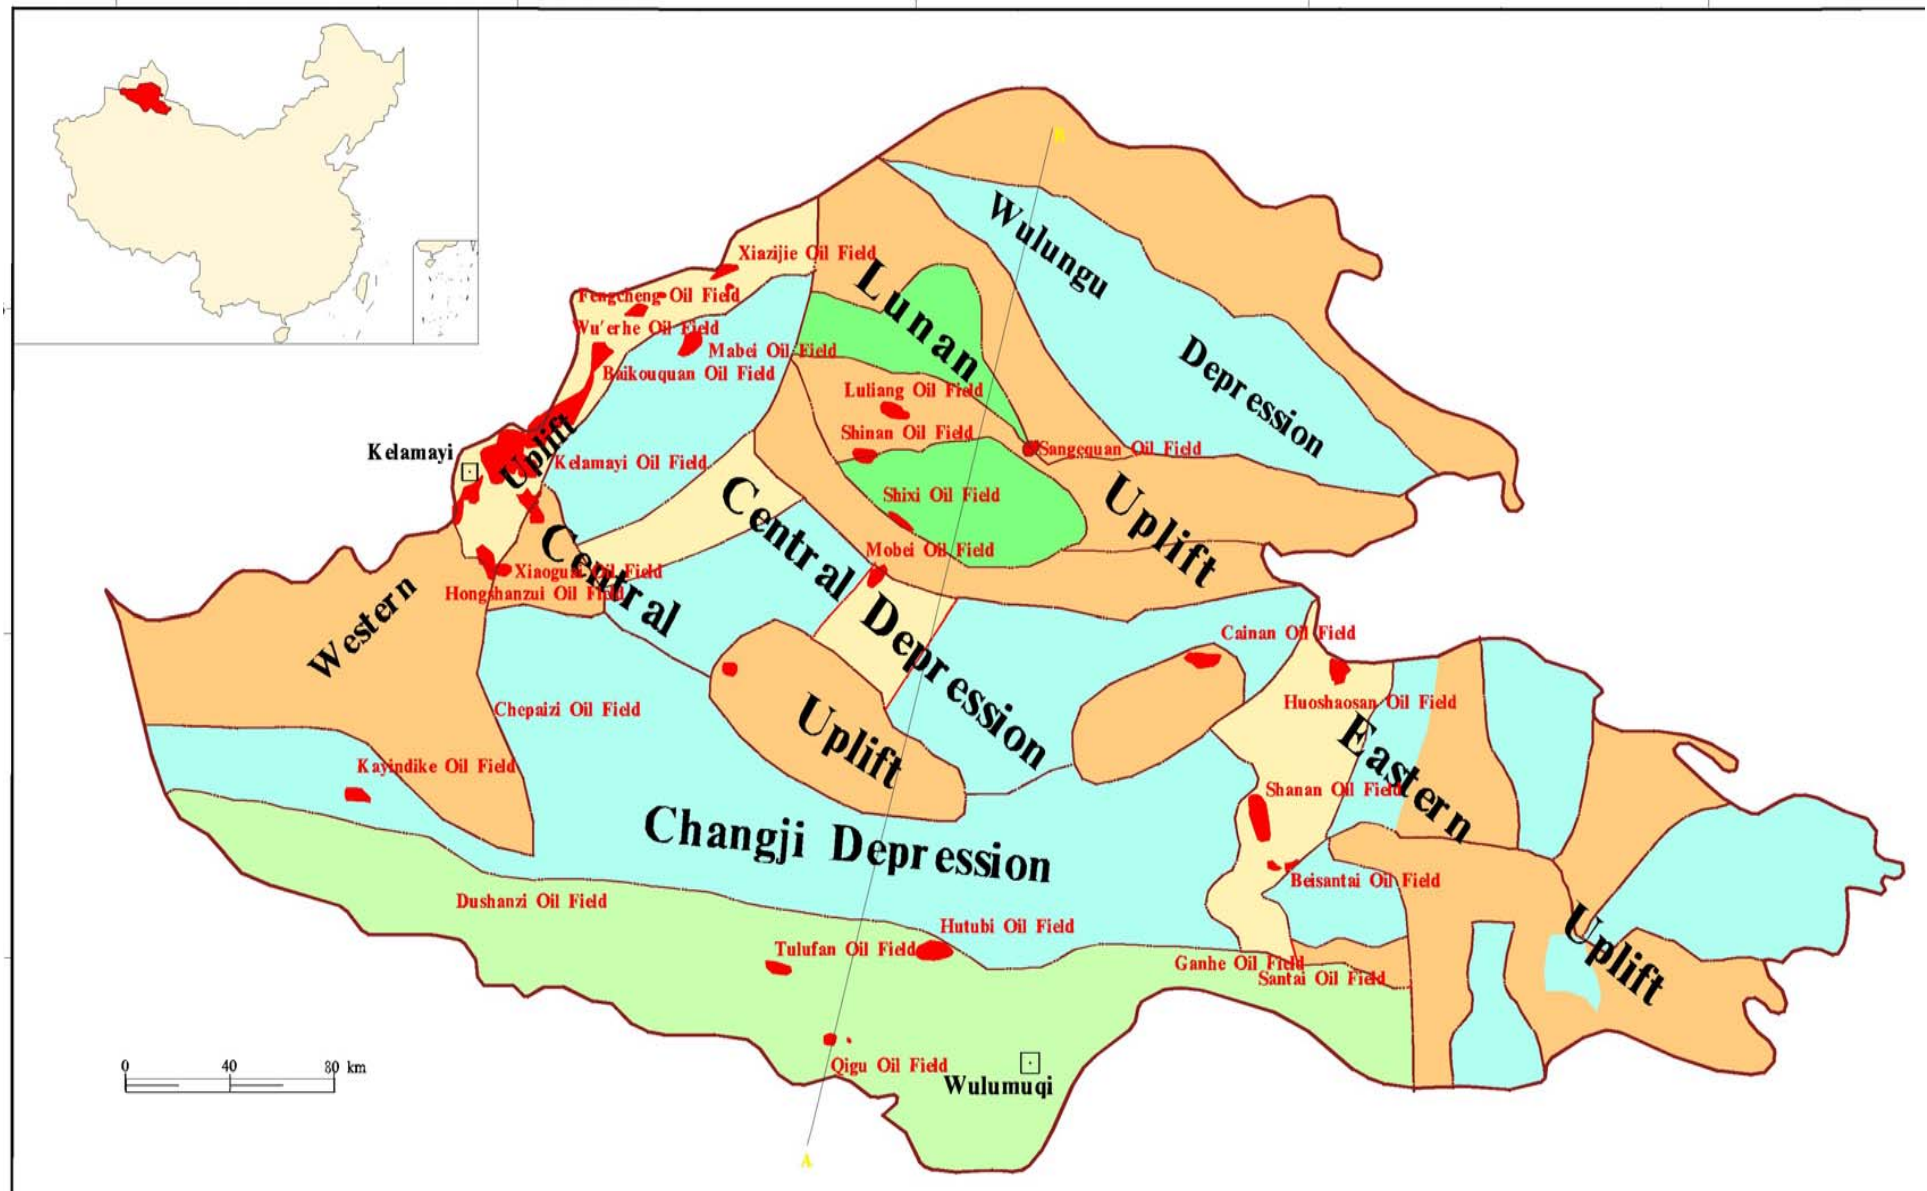 B
Wulungu
Depression
Xiazijie Oil Field
Lunan
Fengcheng Oil Field
Wu'erhe Oil Field
Mabei Oil Field
Baikouquan Oil Field
Luliang Oil Field
Shinan Oil Field
Sangequan Oil Field
Kelamayi
Uplift
Kelamayi Oil Field
Shixi Oil Field
Uplift
Central
Depression
Mobei Oil Field
Central
Uplift
Xiaoguai Oil Field
Hongshanzui Oil Field
Western
Cainan Oil Field
Huoshaosan Oil Field
Eastern
Uplift
Chepaizi Oil Field
Kayindike Oil Field
Shanan Oil Field
Changji Depression
Beisantai Oil Field
Dushanzi Oil Field
Hutubi Oil Field
Tulufan Oil Field
Ganhe Oil Field
Santai Oil Field
Qigu Oil Field
Wulumuqi
0 40 80 km
A